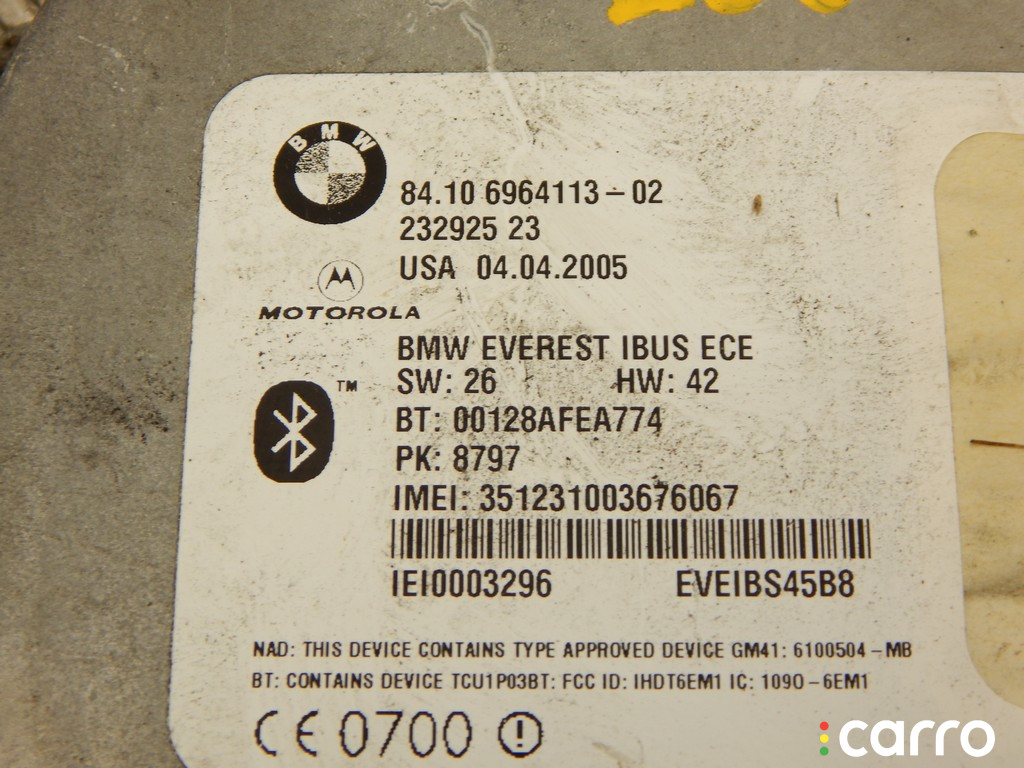 BMW
84.10 6964113-02
232925 23
USA 04.04.2005
MOTOROLA
BMW EVEREST IBUS ECE
SW: 26 HW: 42
™
BT: 00128AFEA774
PK: 8797
IMEI: 351231003676067
IEI0003296 EVEIBS45B8
NAD: THIS DEVICE CONTAINS TYPE APPROVED DEVICE GM41: 6100504-MB
BT: CONTAINS DEVICE TCU1P03BT: FCC ID: IHDT6EM1 IC: 1090-6EM1
CE 0700 !
carro